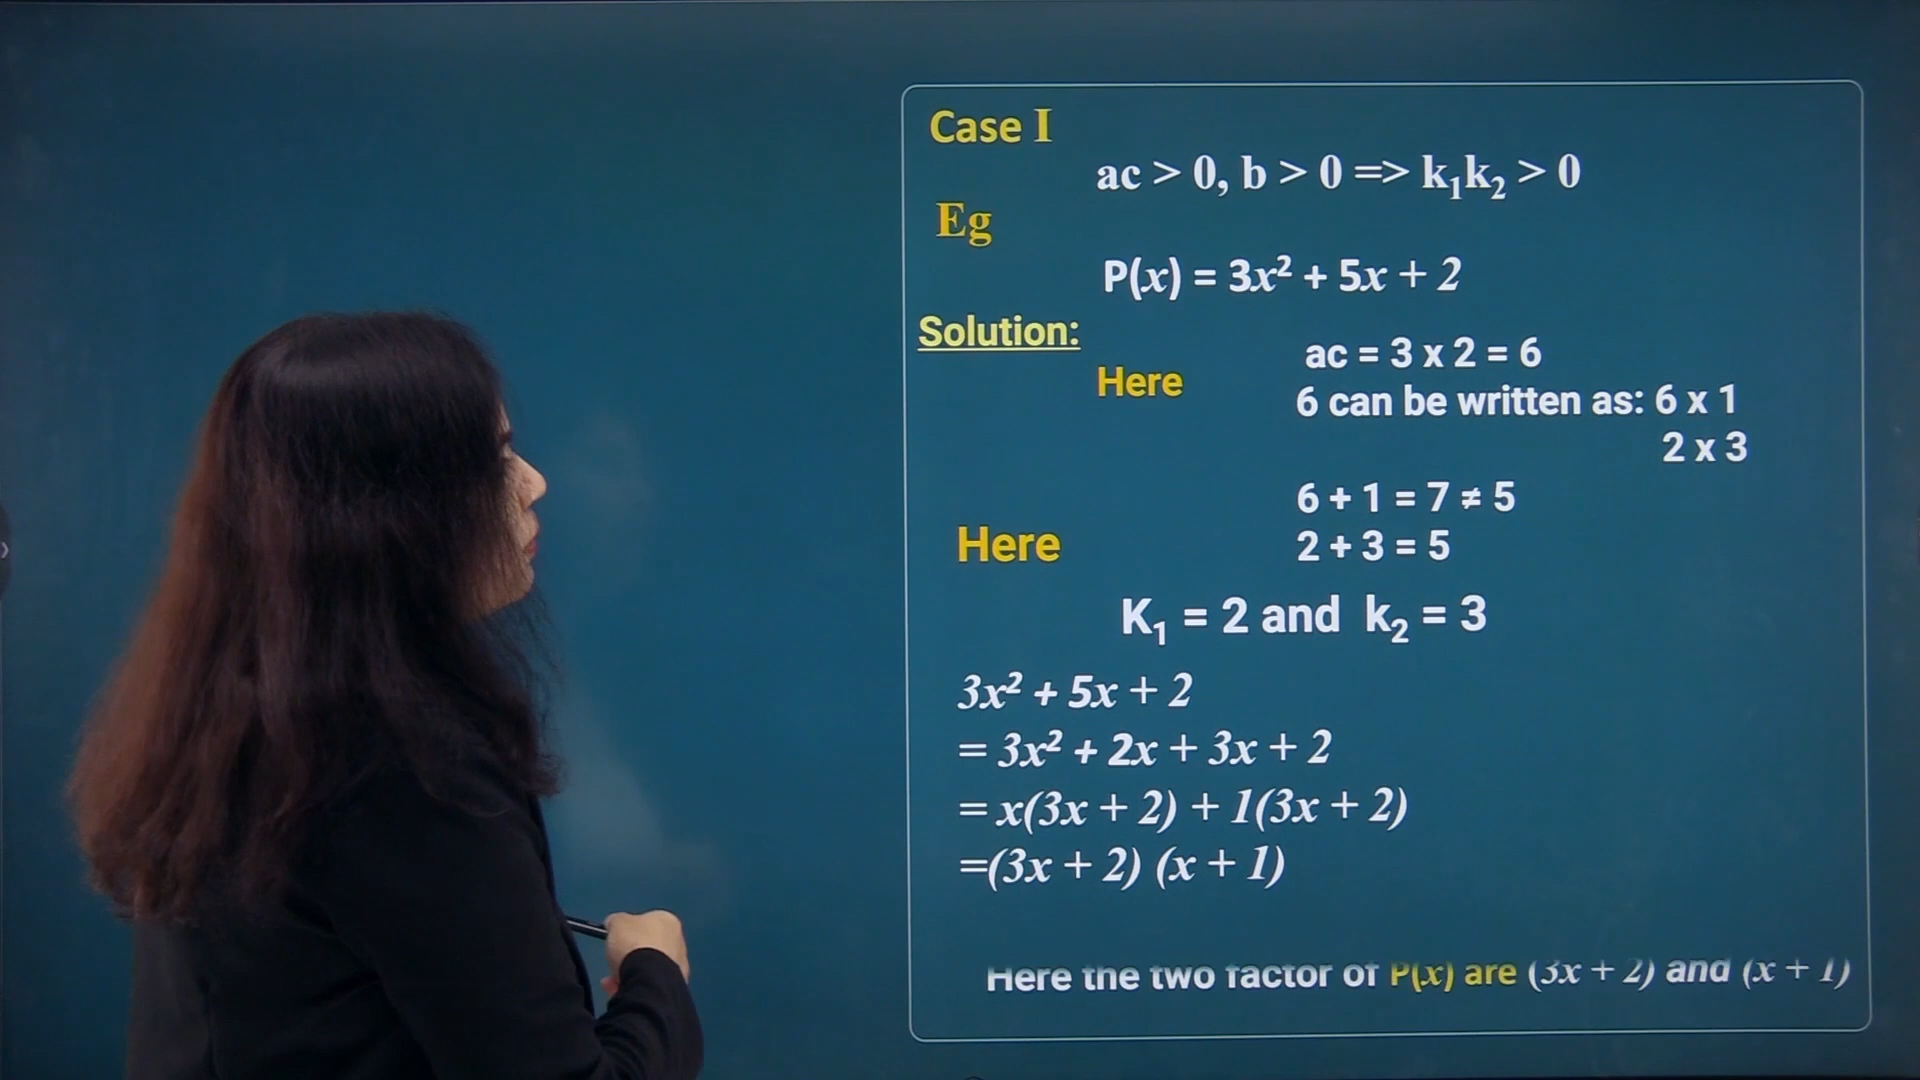 Case I
ac > 0, b > 0 => k₁k₂ > 0
Eg
P(x) = 3x² + 5x + 2
Solution:
Here
ac = 3 x 2 = 6
6 can be written as: 6 x 1
2 x 3
6 + 1 = 7 ≠ 5
Here
2 + 3 = 5
K₁ = 2 and k₂ = 3
3x² + 5x + 2
= 3x² + 2x + 3x + 2
= x(3x + 2) + 1(3x + 2)
=(3x + 2) (x + 1)
Here the two factor of P(x) are (3x + 2) and (x + 1)